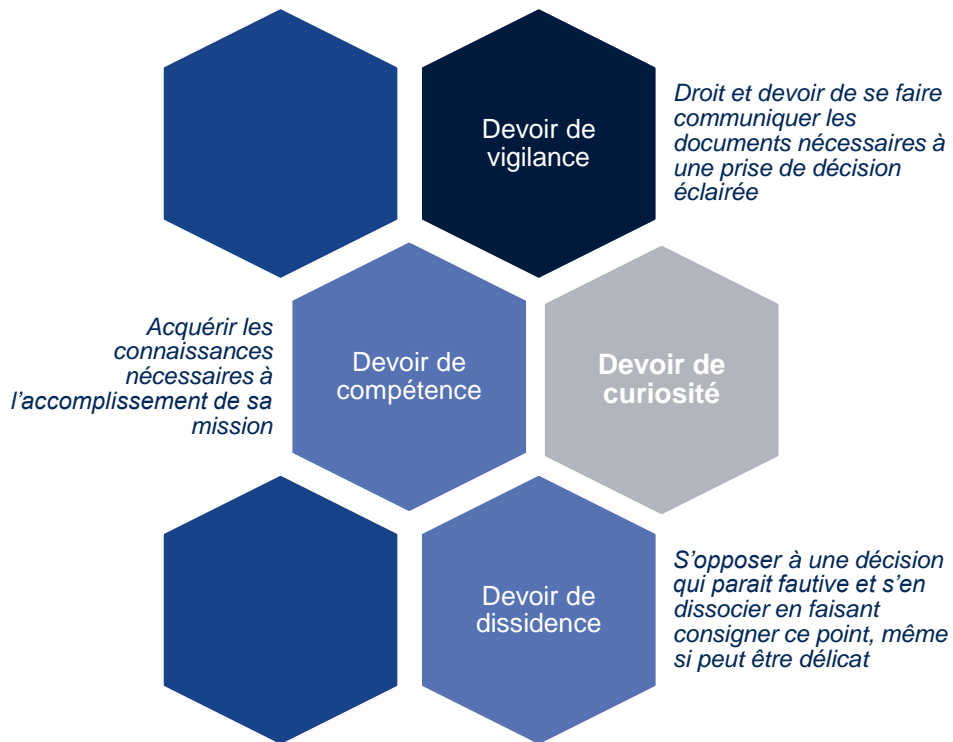 Devoir de
vigilance
Droit et devoir de se faire
communiquer les
documents nécessaires à
une prise de décision
éclairée
Acquérir les
connaissances
nécessaires à
l’accomplissement de sa
mission
Devoir de
compétence
Devoir de
curiosité
Devoir de
dissidence
S’opposer à une décision
qui parait fautive et s’en
dissocier en faisant
consigner ce point, même
si peut être délicat